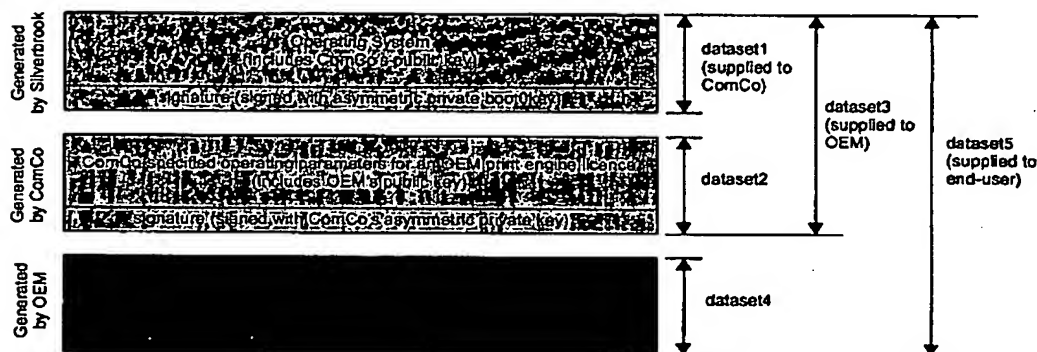 Generated
by Silverbrook
Operating System
(includes ComCo's public key)
signature (signed with asymmetric private boot0key)
dataset1
(supplied to
ComCo)
dataset3
(supplied to
OEM)
dataset5
(supplied to
end-user)
Generated
by ComCo
ComCo specified operating parameters for an OEM print engine licence
(includes OEM's public key)
signature (signed with ComCo's asymmetric private key)
dataset2
Generated
by OEM
dataset4